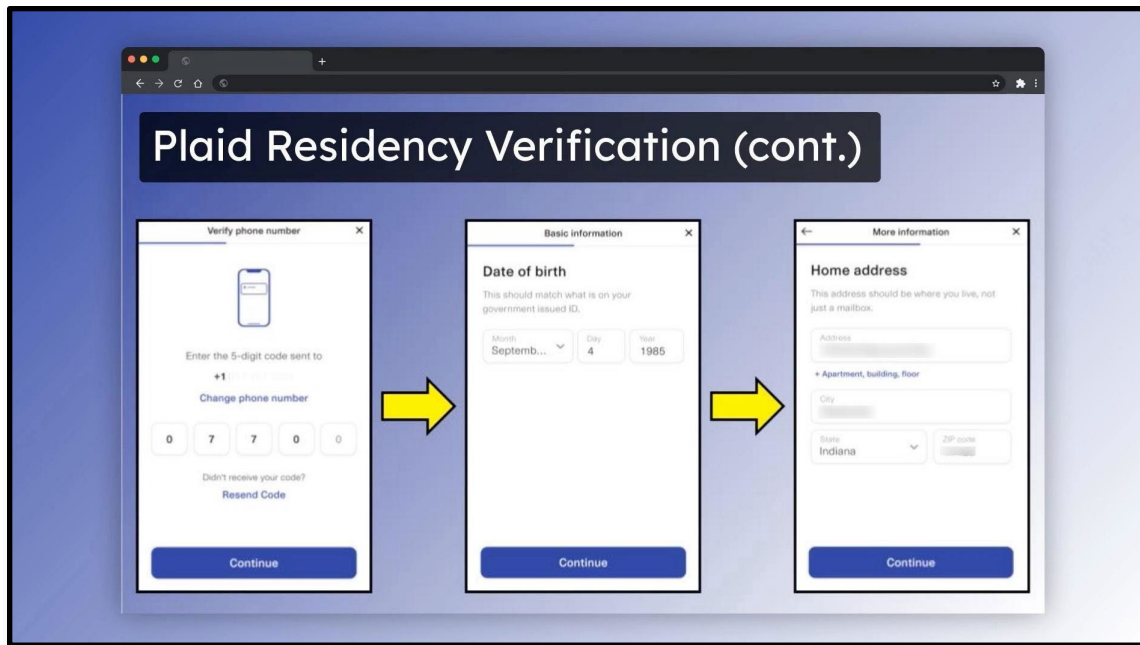 Plaid Residency Verification (cont.)
Verify phone number
Enter the 5-digit code sent to
+1
Change phone number
0 7 7 0 0
Didn't receive your code?
Resend Code
Continue
Basic information
Date of birth
This should match what is on your
government issued ID.
Month Day Year
Septemb... 4 1985
Continue
More information
Home address
This address should be where you live, not
just a mailbox.
Address
+ Apartment, building, floor
City
State ZIP code
Indiana
Continue